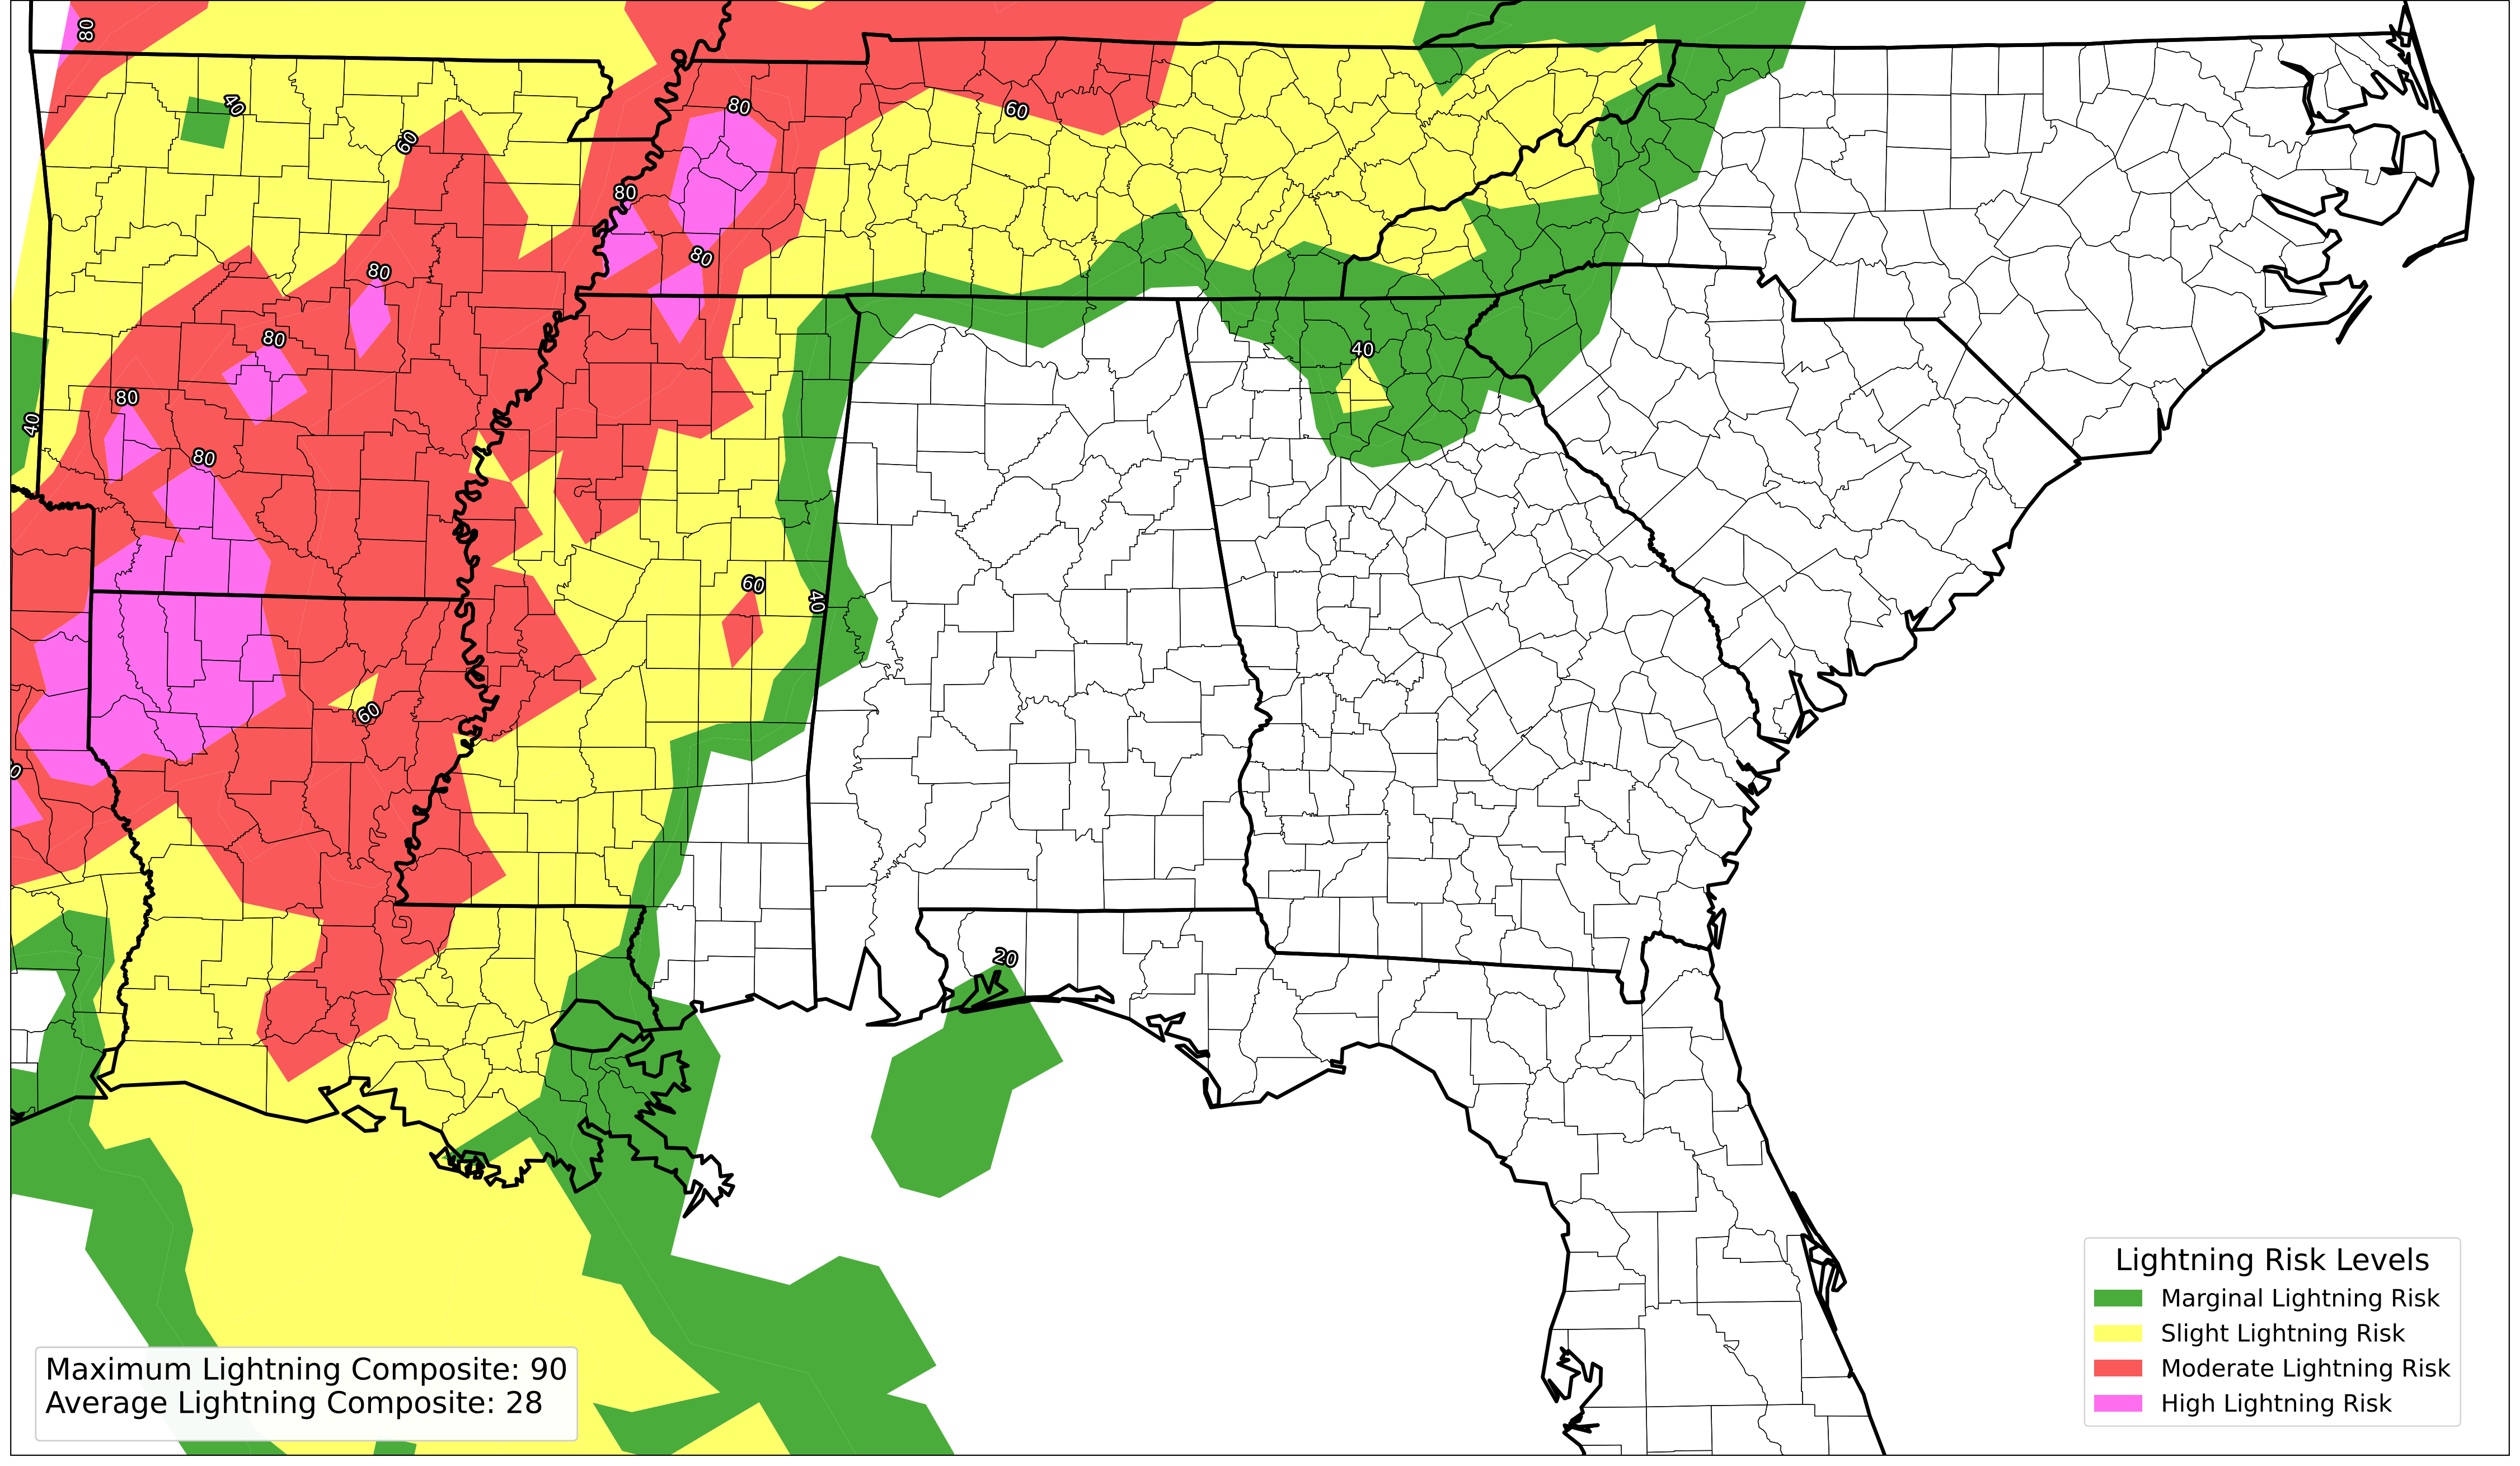 80
40
80
60
60
80
80
80
80
40
80
40
80
60
40
60
20
Lightning Risk Levels
Marginal Lightning Risk
Slight Lightning Risk
Moderate Lightning Risk
High Lightning Risk
Maximum Lightning Composite: 90
Average Lightning Composite: 28